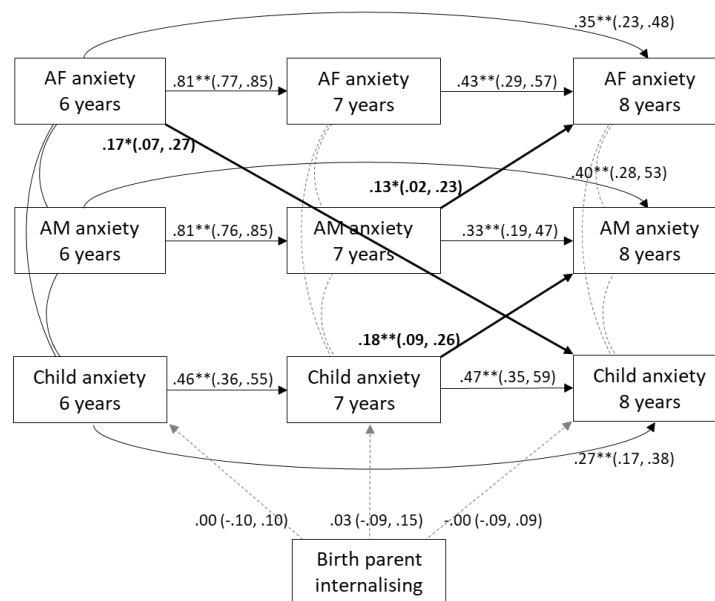 .35**(.23, .48)
AF anxiety
6 years
.81**(.77, .85)
AF anxiety
7 years
.43**(.29, .57)
AF anxiety
8 years
.17*(.07, .27)
.13*(.02, .23)
.40**(.28, 53)
AM anxiety
6 years
.81**(.76, .85)
AM anxiety
7 years
.33**(.19, 47)
AM anxiety
8 years
.18**(.09, .26)
Child anxiety
6 years
.46**(.36, .55)
Child anxiety
7 years
.47**(.35, 59)
Child anxiety
8 years
.27**(.17, .38)
.00 (-.10, .10)
.03 (-.09, .15)
-.00 (-.09, .09)
Birth parent
internalising